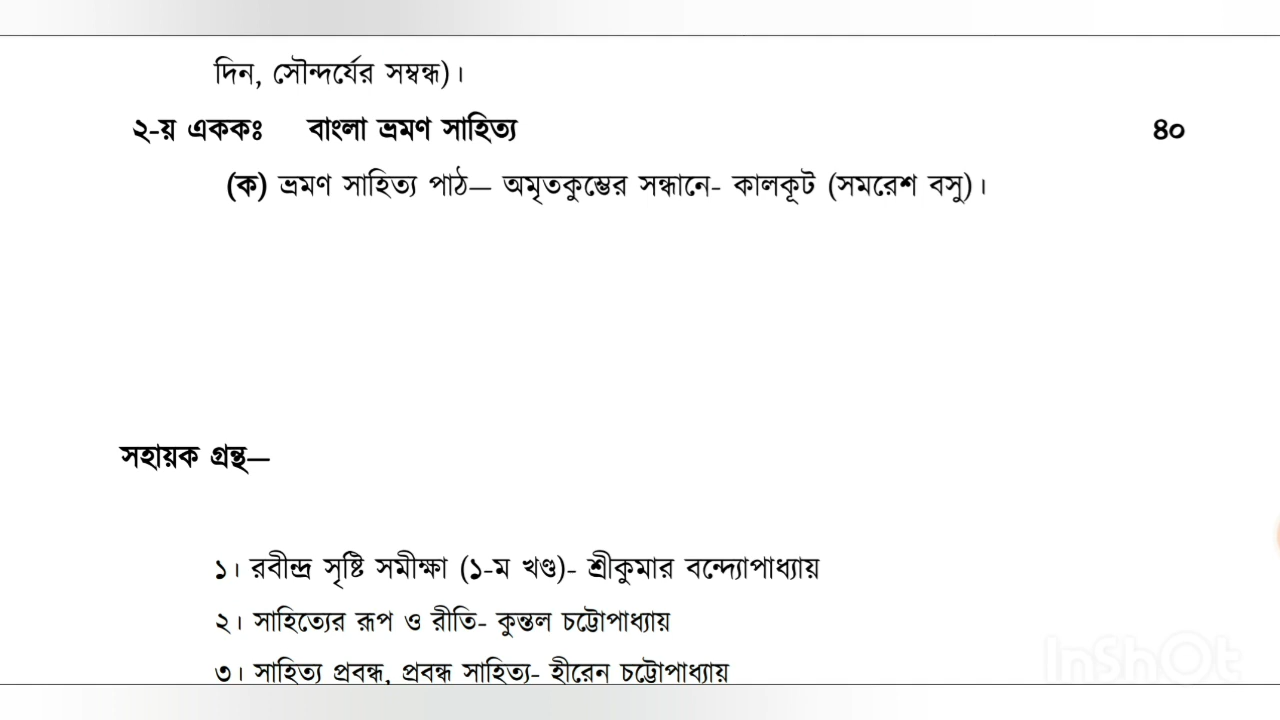 দিন, সৌন্দর্যের সম্বন্ধ)।
২-য় এককঃ বাংলা ভ্রমণ সাহিত্য ৪০
(ক) ভ্রমণ সাহিত্য পাঠ— অমৃতকুম্ভের সন্ধানে- কালকূট (সমরেশ বসু)।
সহায়ক গ্রন্থ—
১। রবীন্দ্র সৃষ্টি সমীক্ষা (১-ম খণ্ড)- শ্রীকুমার বন্দ্যোপাধ্যায়
২। সাহিত্যের রূপ ও রীতি- কুন্তল চট্টোপাধ্যায়
৩। সাহিত্য প্রবন্ধ, প্রবন্ধ সাহিত্য- হীরেন চট্টোপাধ্যায়
InShOt